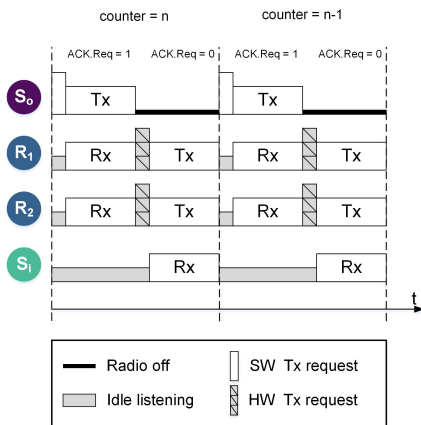 counter = n counter = n-1
ACK.Req = 1 ACK.Req = 0 ACK.Req = 1 ACK.Req = 0
So Tx Tx
R1 Rx Tx Rx Tx
R2 Rx Tx Rx Tx
Si Rx Rx
t
Radio off SW Tx request
Idle listening HW Tx request